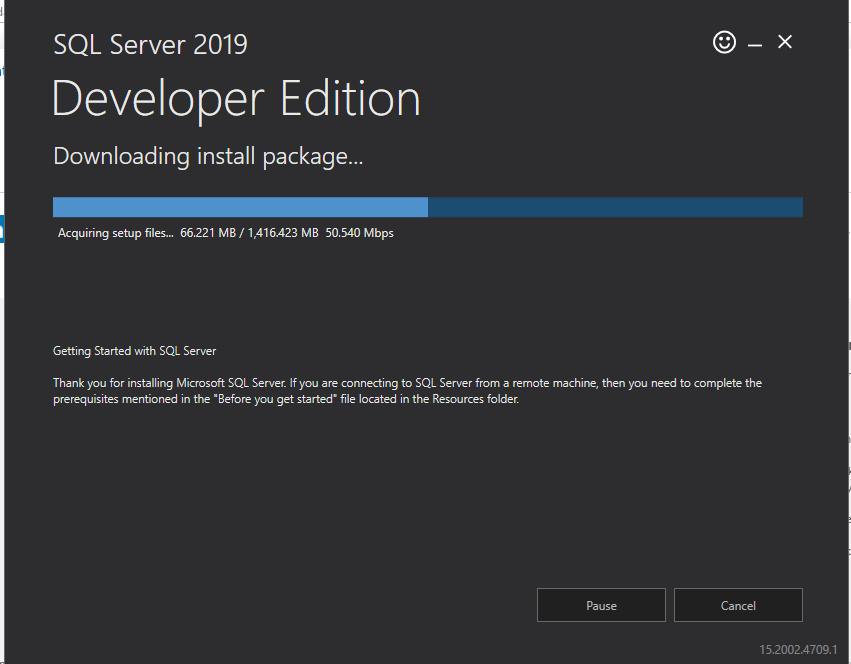 SQL Server 2019
Developer Edition
Downloading install package...
Acquiring setup files... 66.221 MB / 1,416.423 MB 50.540 Mbps
Getting Started with SQL Server
Thank you for installing Microsoft SQL Server. If you are connecting to SQL Server from a remote machine, then you need to complete the
prerequisites mentioned in the "Before you get started" file located in the Resources folder.
Pause
Cancel
15.2002.4709.1